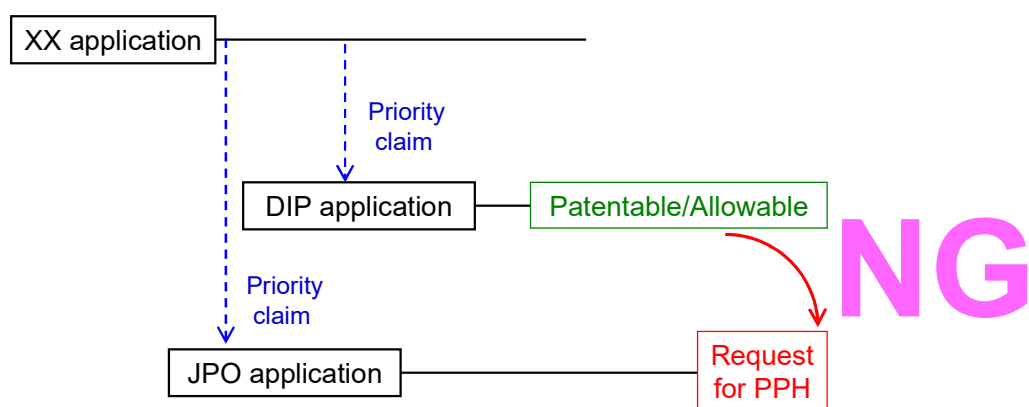 XX application
Priority
claim
DIP application
Patentable/Allowable
NG
Priority
claim
JPO application
Request
for PPH